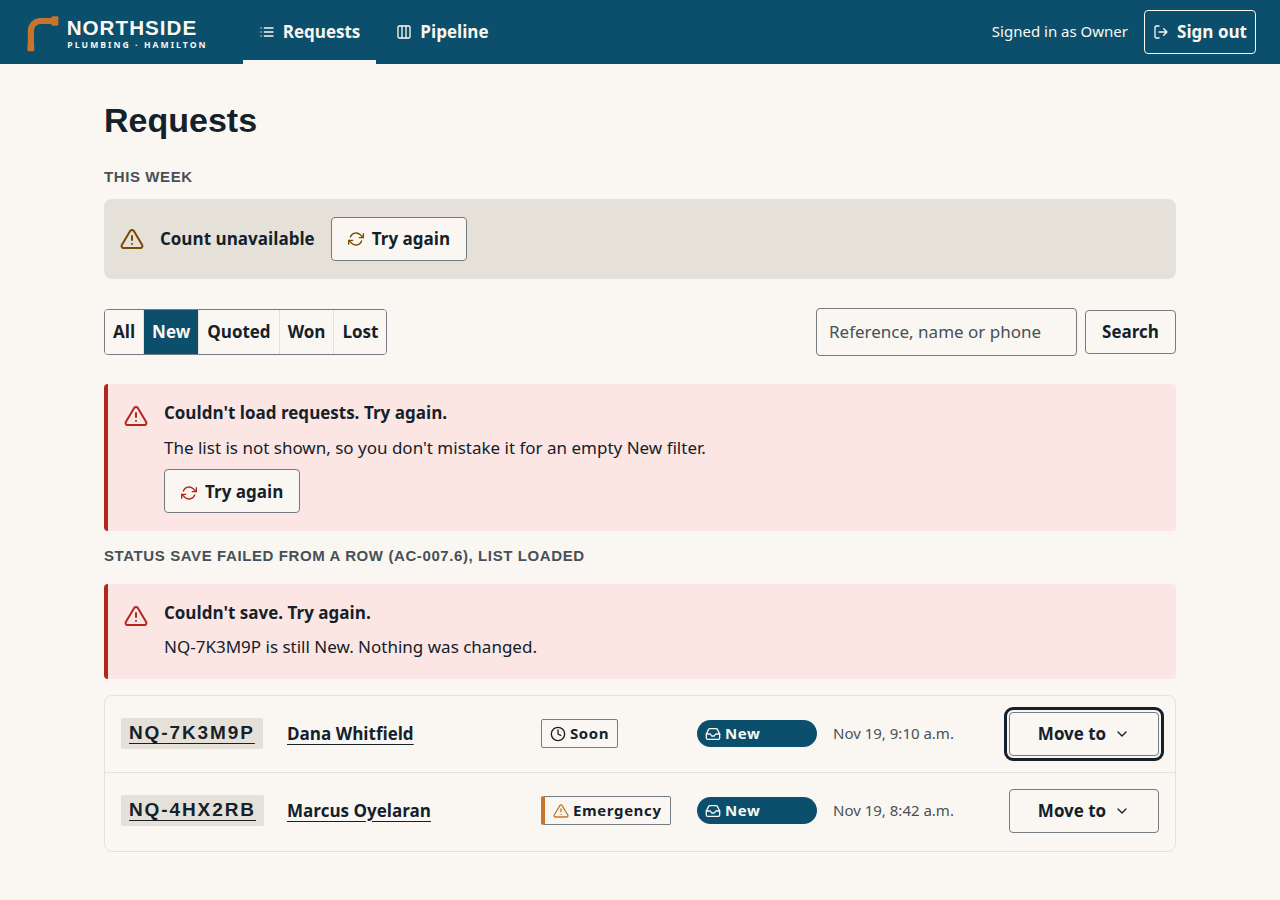 NORTHSIDE
PLUMBING · HAMILTON
Requests
Pipeline
Signed in as Owner
Sign out
Requests
THIS WEEK
Count unavailable
Try again
All
New
Quoted
Won
Lost
Reference, name or phone
Search
Couldn't load requests. Try again.
The list is not shown, so you don't mistake it for an empty New filter.
Try again
STATUS SAVE FAILED FROM A ROW (AC-007.6), LIST LOADED
Couldn't save. Try again.
NQ-7K3M9P is still New. Nothing was changed.
NQ-7K3M9P
Dana Whitfield
Soon
New
Nov 19, 9:10 a.m.
Move to
NQ-4HX2RB
Marcus Oyelaran
Emergency
New
Nov 19, 8:42 a.m.
Move to